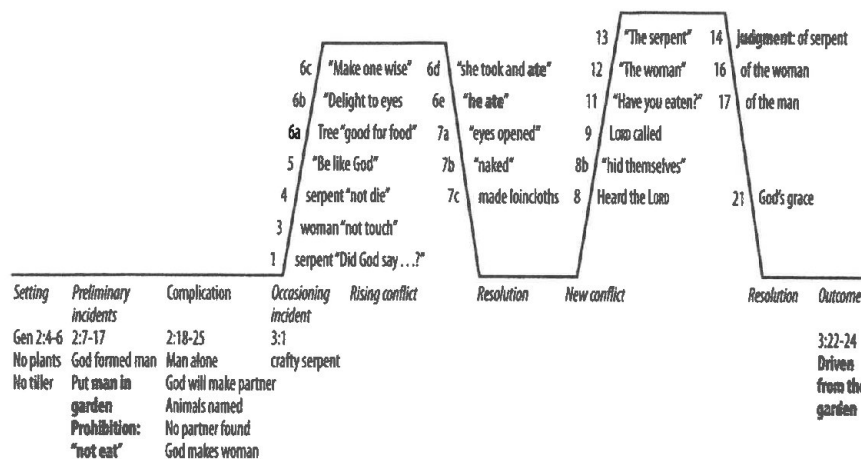 13 "The serpent" 14 judgment: of serpent
6c "Make one wise" 6d "she took and ate" 12 "The woman" 16 of the woman
6b "Delight to eyes 6e "he ate" 11 "Have you eaten?" 17 of the man
6a Tree "good for food" 7a "eyes opened" 9 LORD called
5 "Be like God" 7b "naked" 8b "hid themselves"
4 serpent "not die" 7c made loincloths 8 Heard the LORD 21 God's grace
3 woman "not touch"
1 serpent "Did God say . . .?"
Setting Preliminary incidents Complication Occasioning incident Rising conflict Resolution New conflict Resolution Outcome
Gen 2:4-6 2:7-17 2:18-25 3:1 3:22-24
No plants God formed man Man alone crafty serpent Driven
No tiller Put man in God will make partner from the
garden Animals named garden
Prohibition: No partner found
"not eat" God makes woman